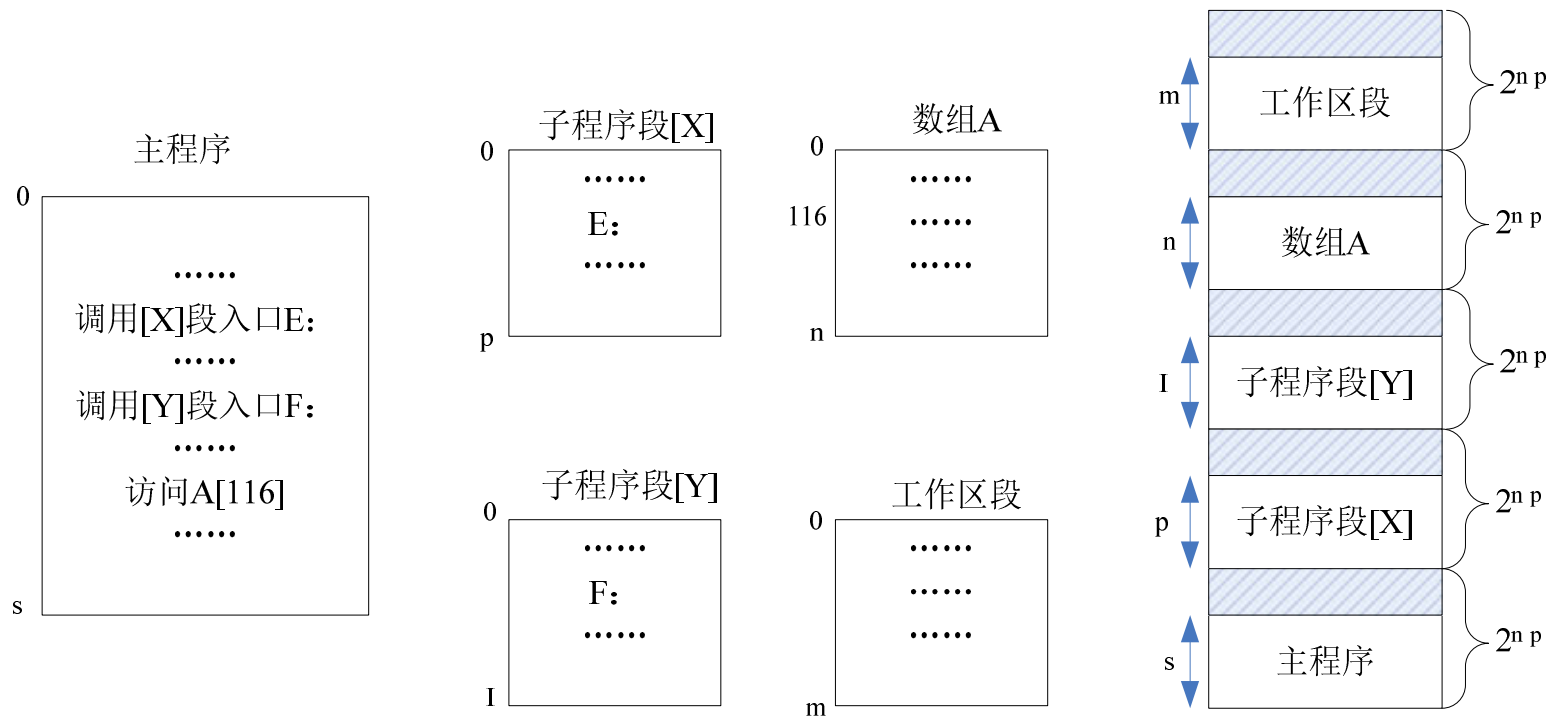 主程序
0
……
调用[X]段入口E：
……
调用[Y]段入口F：
……
访问A[116]
……
s
子程序段[X]
0
……
E：
……
p
数组A
0
……
116
……
……
n
子程序段[Y]
0
……
F：
……
I
工作区段
0
……
……
……
m
m
工作区段
2ⁿ ᵖ
n
数组A
2ⁿ ᵖ
I
子程序段[Y]
2ⁿ ᵖ
p
子程序段[X]
2ⁿ ᵖ
s
主程序
2ⁿ ᵖ